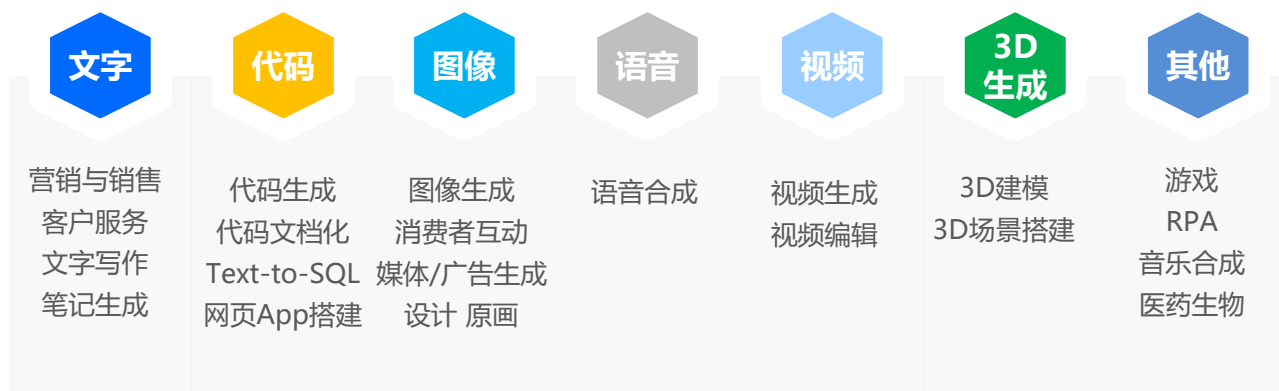 文字
营销与销售
客户服务
文字写作
笔记生成
代码
代码生成
代码文档化
Text-to-SQL
网页App搭建
图像
图像生成
消费者互动
媒体/广告生成
设计 原画
语音
语音合成
视频
视频生成
视频编辑
3D
生成
3D建模
3D场景搭建
其他
游戏
RPA
音乐合成
医药生物